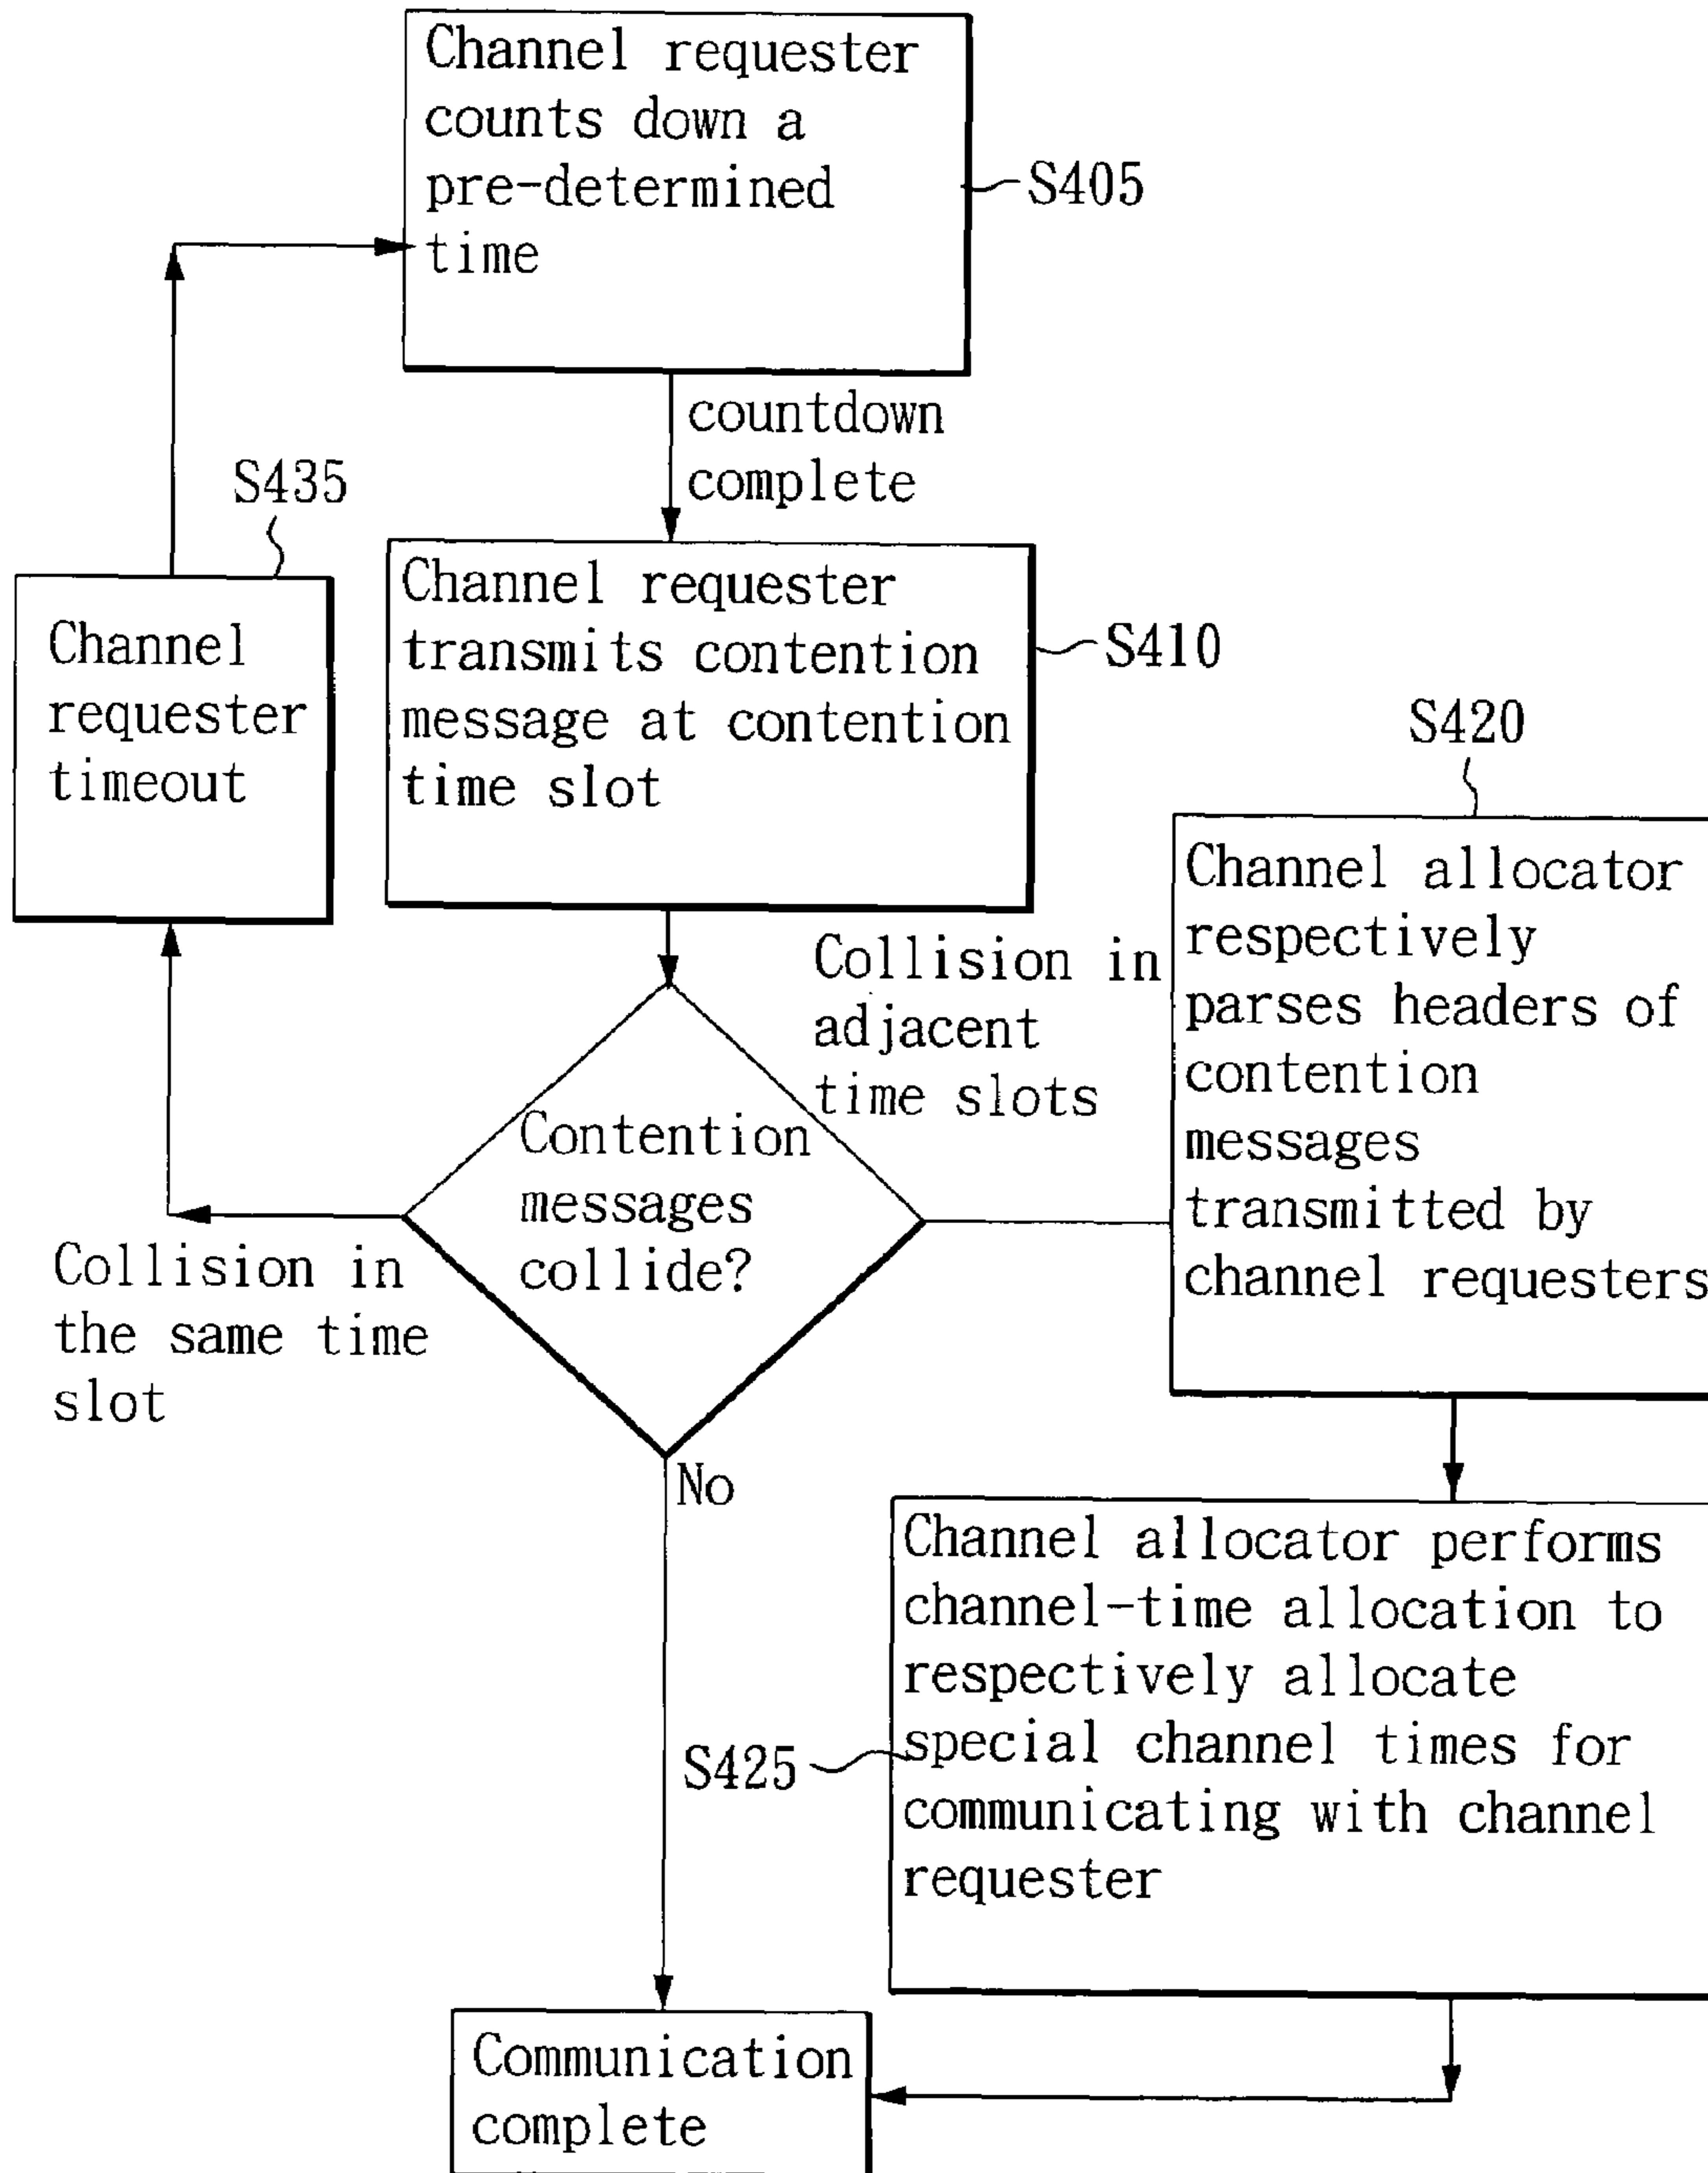 Channel requester
counts down a
pre-determined
time
S405
countdown
complete
S435
Channel
requester
timeout
Channel requester
transmits contention
message at contention
time slot
S410
S420
Channel allocator
respectively
parses headers of
contention
messages
transmitted by
channel requesters
Collision in
adjacent
time slots
Contention
messages
collide?
Collision in
the same time
slot
No
Channel allocator performs
channel-time allocation to
respectively allocate
special channel times for
communicating with channel
requester
S425
Communication
complete